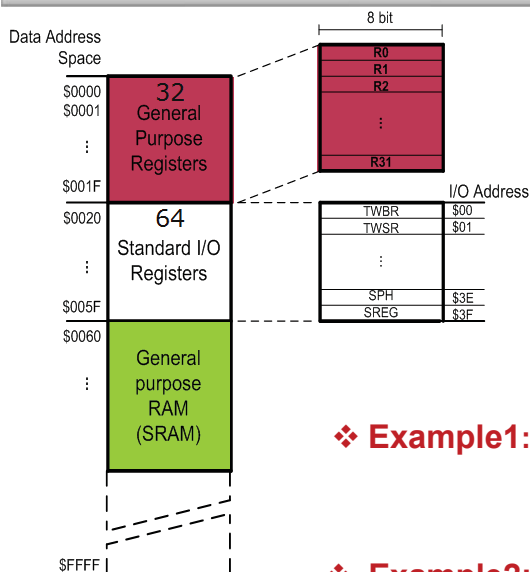 8 bit
Data Address
Space
$0000
$0001
⋮
$001F
$0020
⋮
$005F
$0060
⋮
$FFFF
32
General
Purpose
Registers
64
Standard I/O
Registers
General
purpose
RAM
(SRAM)
R0
R1
R2
⋮
R31
I/O Address
TWBR $00
TWSR $01
⋮
SPH $3E
SREG $3F
❖ Example1: